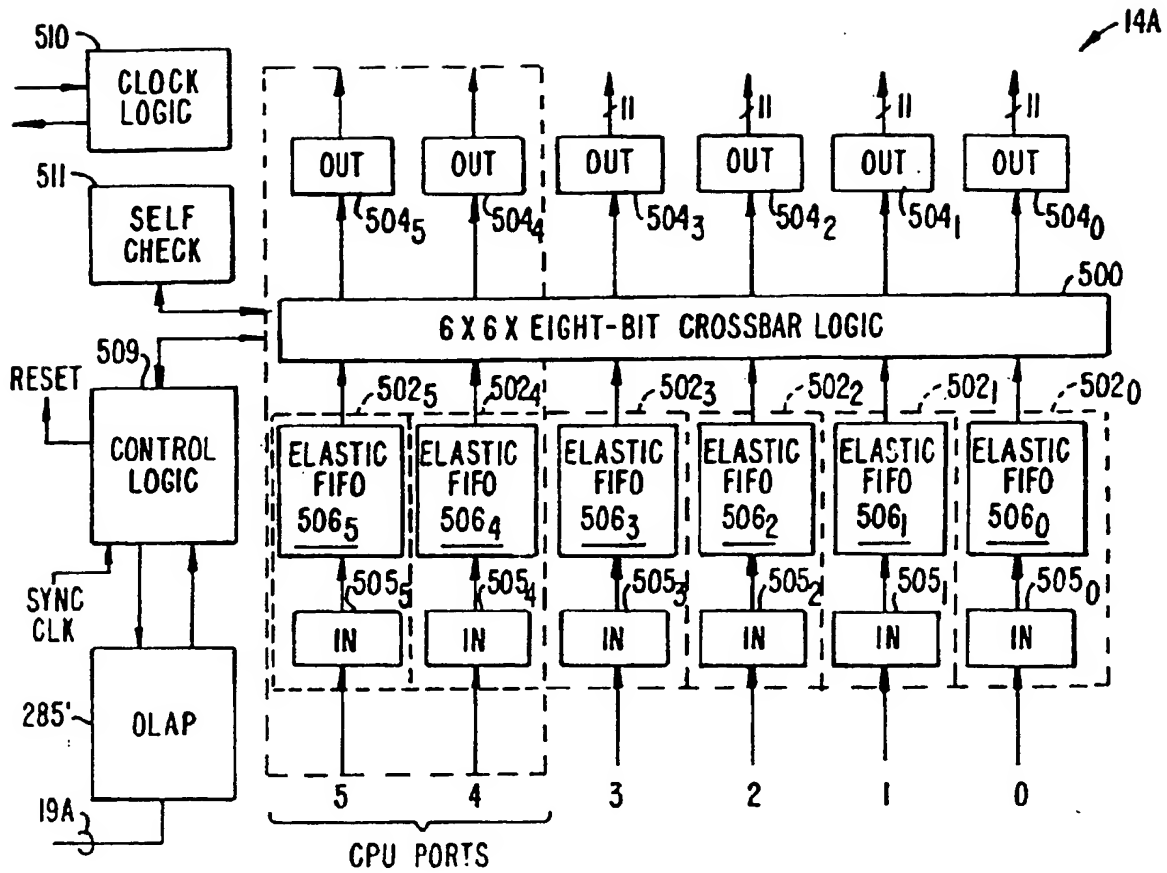 14A
510
CLOCK LOGIC
11 11 11 11
OUT OUT OUT OUT OUT OUT
504₅ 504₄ 504₃ 504₂ 504₁ 504₀
511
SELF CHECK
500
6 X 6 X EIGHT-BIT CROSSBAR LOGIC
509
RESET
502₅ 502₄ 502₃ 502₂ 502₁ 502₀
CONTROL LOGIC
ELASTIC ELASTIC ELASTIC ELASTIC ELASTIC ELASTIC
FIFO FIFO FIFO FIFO FIFO FIFO
506₅ 506₄ 506₃ 506₂ 506₁ 506₀
SYNC CLK
505₅ 505₄ 505₃ 505₂ 505₁ 505₀
IN IN IN IN IN IN
285'
OLAP
19A
5 4 3 2 1 0
CPU PORTS